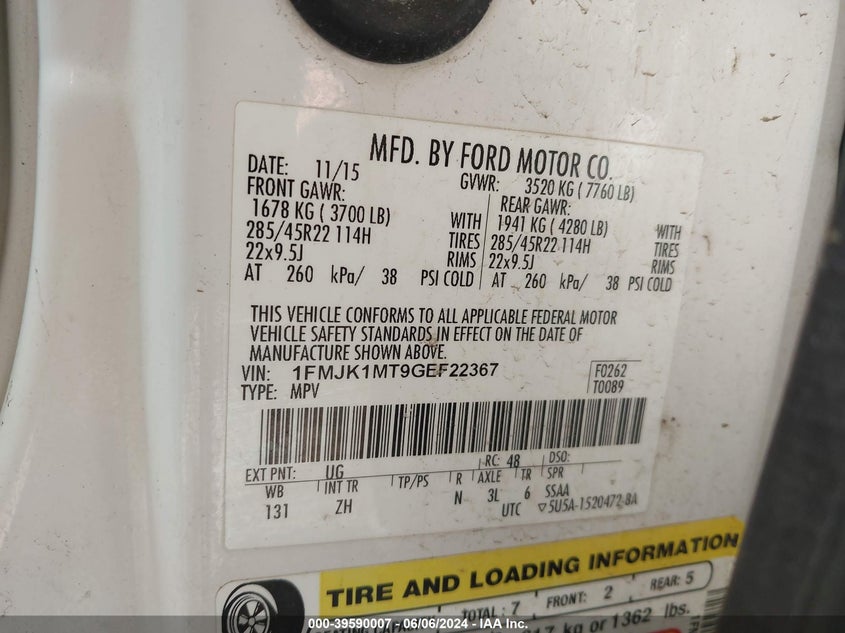 MFD. BY FORD MOTOR CO.
DATE: 11/15
GVWR: 3520 KG ( 7760 LB)
FRONT GAWR:
REAR GAWR:
1678 KG ( 3700 LB) WITH
1941 KG ( 4280 LB) WITH
285/45R22 114H TIRES
285/45R22 114H TIRES
22x9.5J RIMS
22x9.5J RIMS
AT 260 kPa/ 38 PSI COLD
AT 260 kPa/ 38 PSI COLD
THIS VEHICLE CONFORMS TO ALL APPLICABLE FEDERAL MOTOR
VEHICLE SAFETY STANDARDS IN EFFECT ON THE DATE OF
MANUFACTURE SHOWN ABOVE.
VIN: 1FMJK1MT9GEF22367
F0262
TYPE: MPV
T0089
EXT PNT: UG RC: 48 DSO:
WB INT TR TP/PS R AXLE TR SPR
131 ZH N 3L 6 SSAA
UTC ▽5U5A-1520472-BA
TIRE AND LOADING INFORMATION
TOTAL: 7 FRONT: 2 REAR: 5
kg or 1362 lbs.
000-39590007 - 06/06/2024 - IAA Inc.